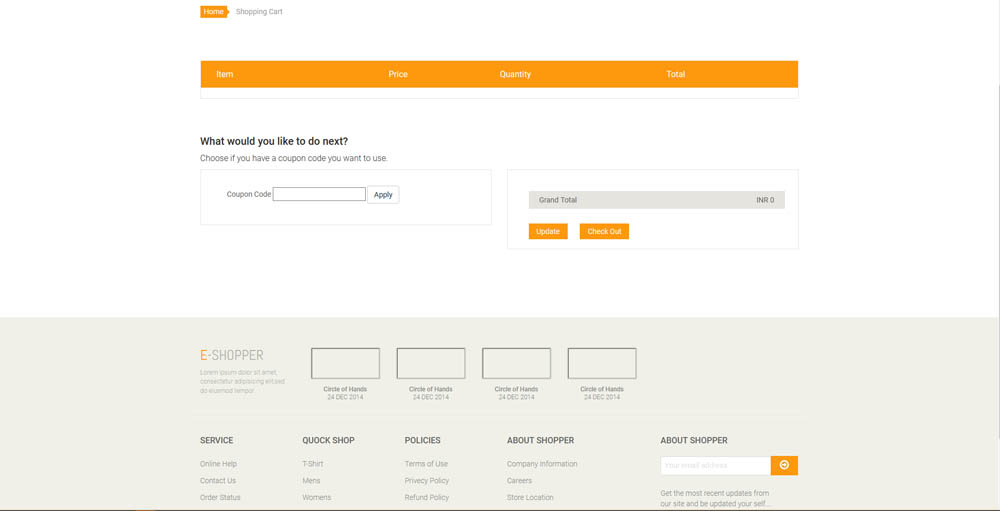 Home Shopping Cart
Item Price Quantity Total
What would you like to do next?
Choose if you have a coupon code you want to use.
Coupon Code Apply
Grand Total INR 0
Update Check Out
E-SHOPPER
Lorem ipsum dolor sit amet,
consectetur adipisicing elit,sed
do eiusmod tempor
Circle of Hands
24 DEC 2014
Circle of Hands
24 DEC 2014
Circle of Hands
24 DEC 2014
Circle of Hands
24 DEC 2014
SERVICE
Online Help
Contact Us
Order Status
QUOCK SHOP
T-Shirt
Mens
Womens
POLICIES
Terms of Use
Privecy Policy
Refund Policy
ABOUT SHOPPER
Company Information
Careers
Store Location
ABOUT SHOPPER
Your email address
Get the most recent updates from
our site and be updated your self...